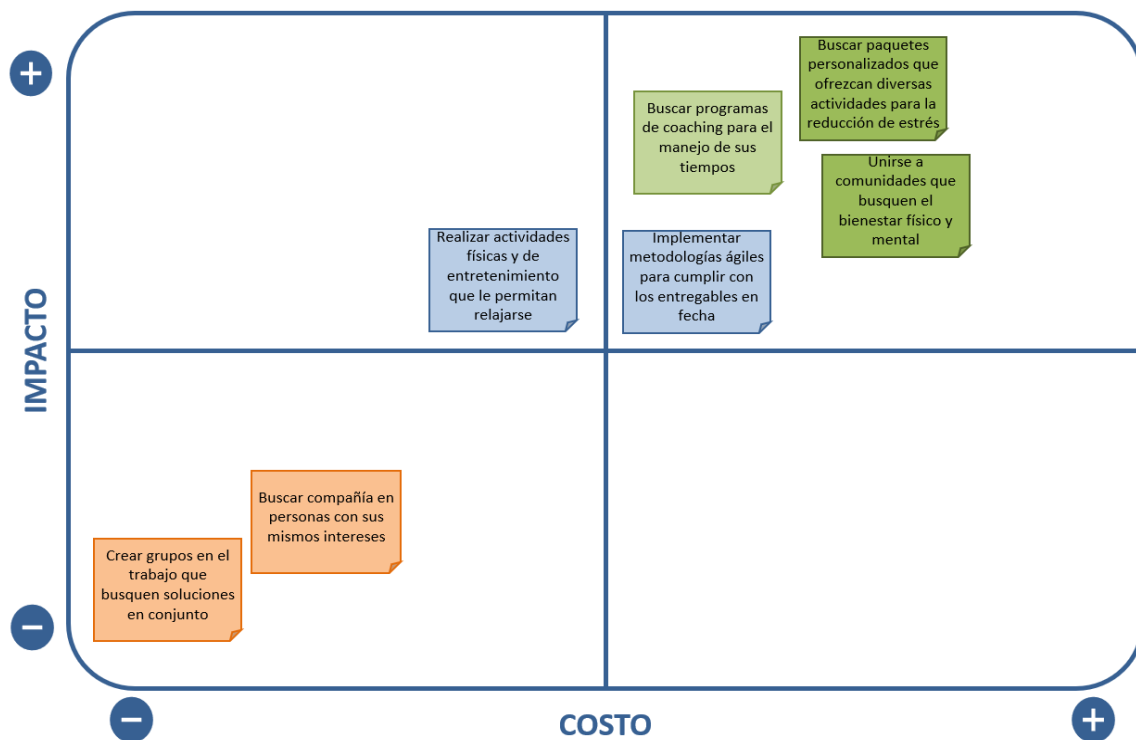 Buscar paquetes
personalizados que
ofrezcan diversas
actividades para la
reducción de estrés
Buscar programas
de coaching para el
manejo de sus
tiempos
Unirse a
comunidades que
busquen el
bienestar físico y
mental
Realizar actividades
físicas y de
entretenimiento
que le permitan
relajarse
Implementar
metodologías ágiles
para cumplir con
los entregables en
fecha
IMPACTO
Buscar compañía en
personas con sus
mismos intereses
Crear grupos en el
trabajo que
busquen soluciones
en conjunto
COSTO